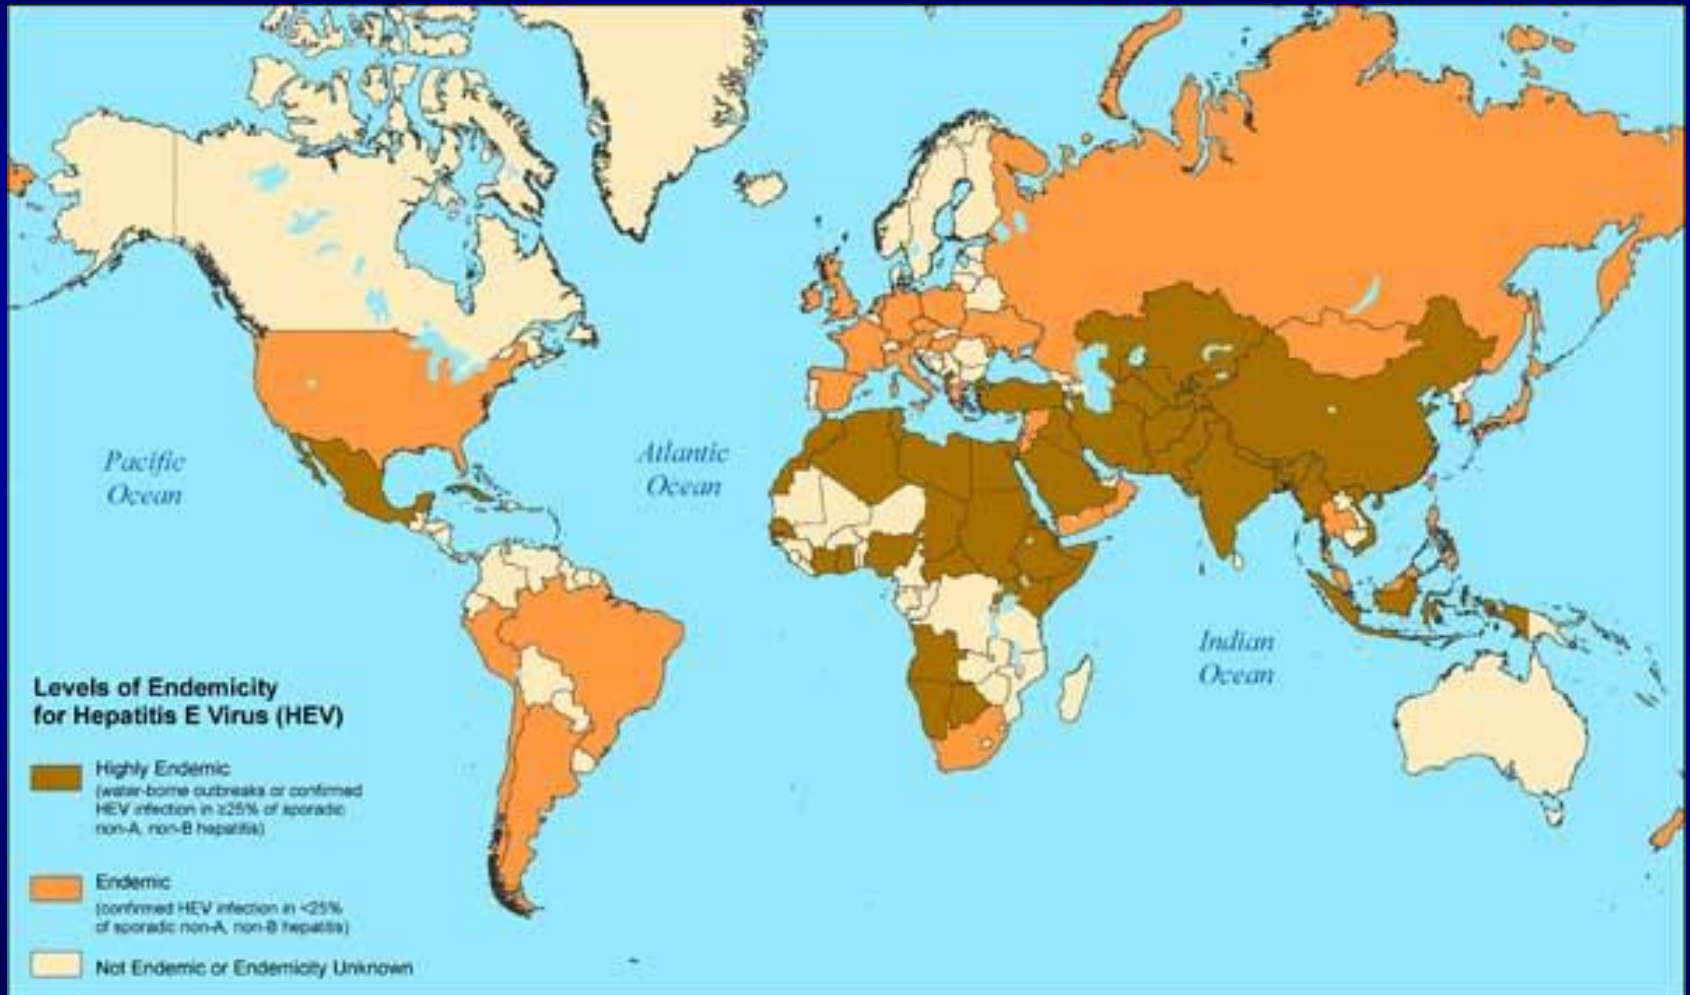 Pacific
Ocean
Atlantic
Ocean
Indian
Ocean
Levels of Endemicity
for Hepatitis E Virus (HEV)
Highly Endemic
(water-borne outbreaks or confirmed
HEV infection in ≥25% of sporadic
non-A, non-B hepatitis)
Endemic
(confirmed HEV infection in <25%
of sporadic non-A, non-B hepatitis)
Not Endemic or Endemicity Unknown